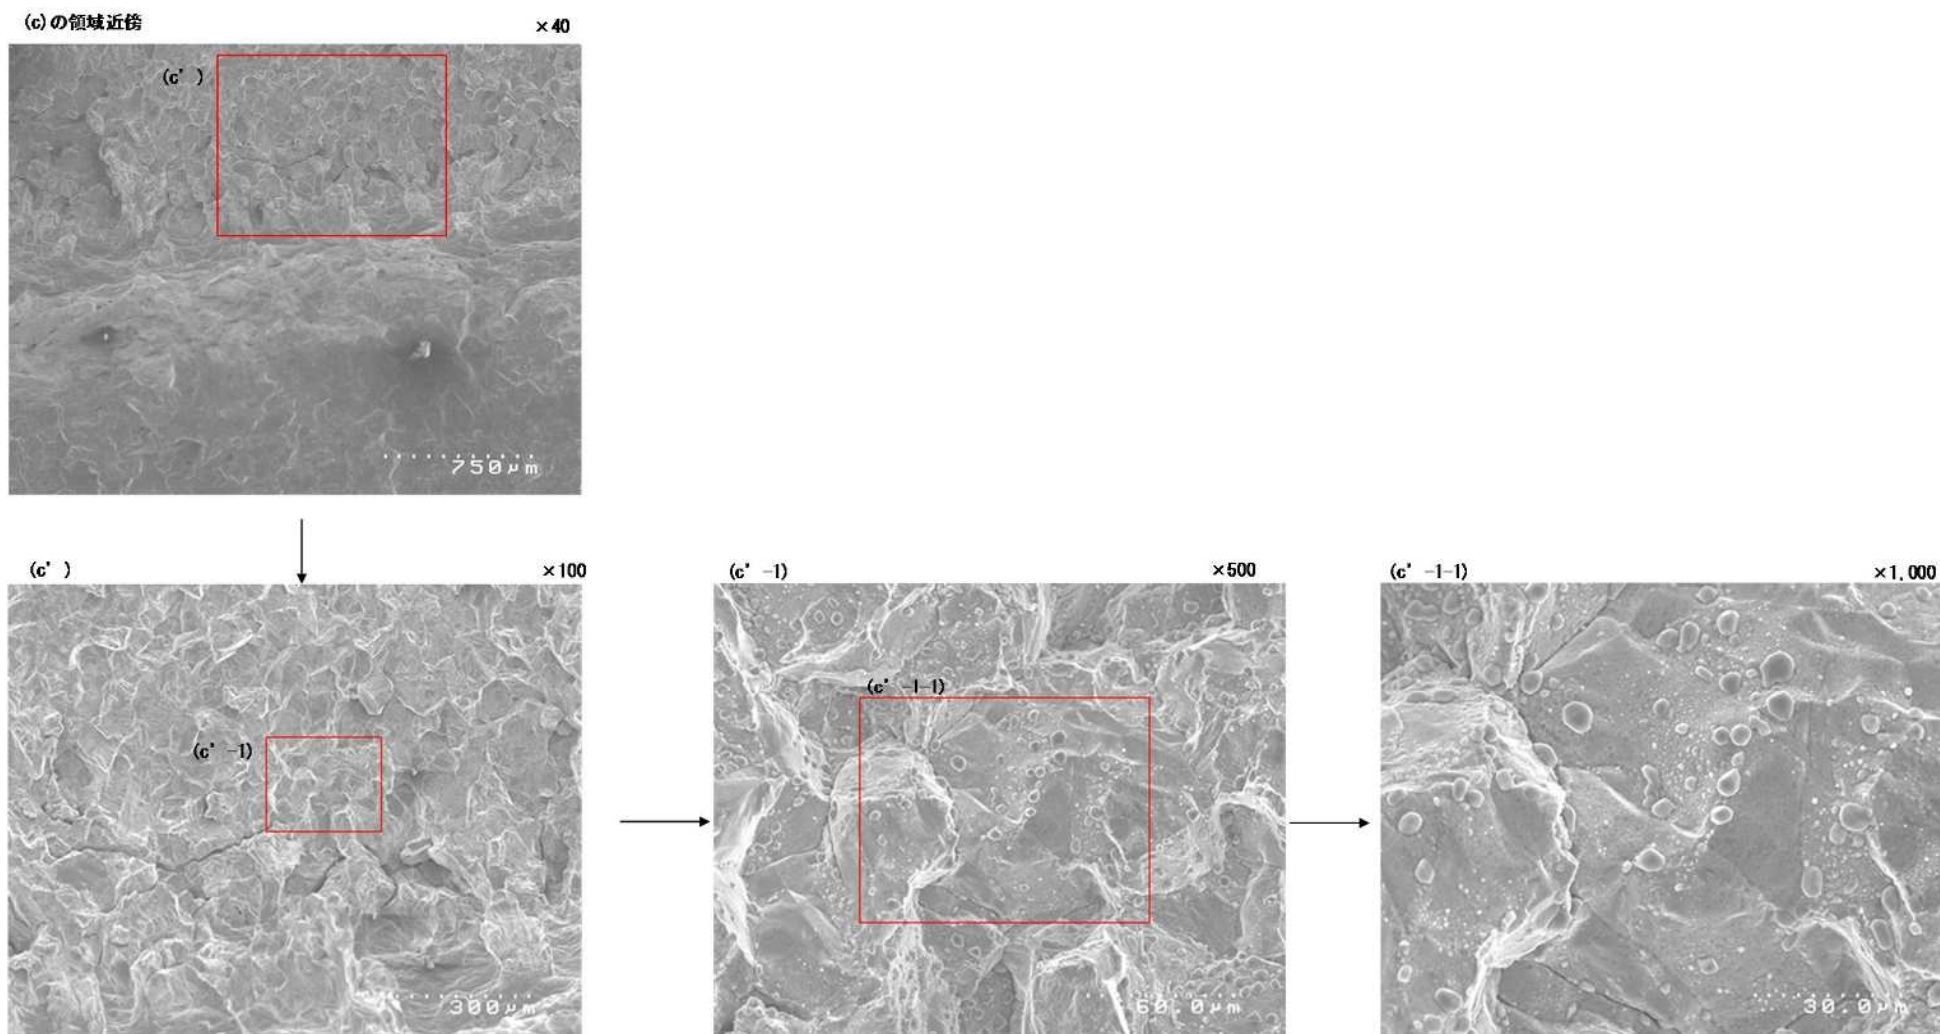 (c)の領域近傍 ×40
(c' )
750μm
(c' ) ×100
(c' -1)
300μm
(c' -1) ×500
(c' -1-1)
60.0μm
(c' -1-1) ×1,000
30.0μm